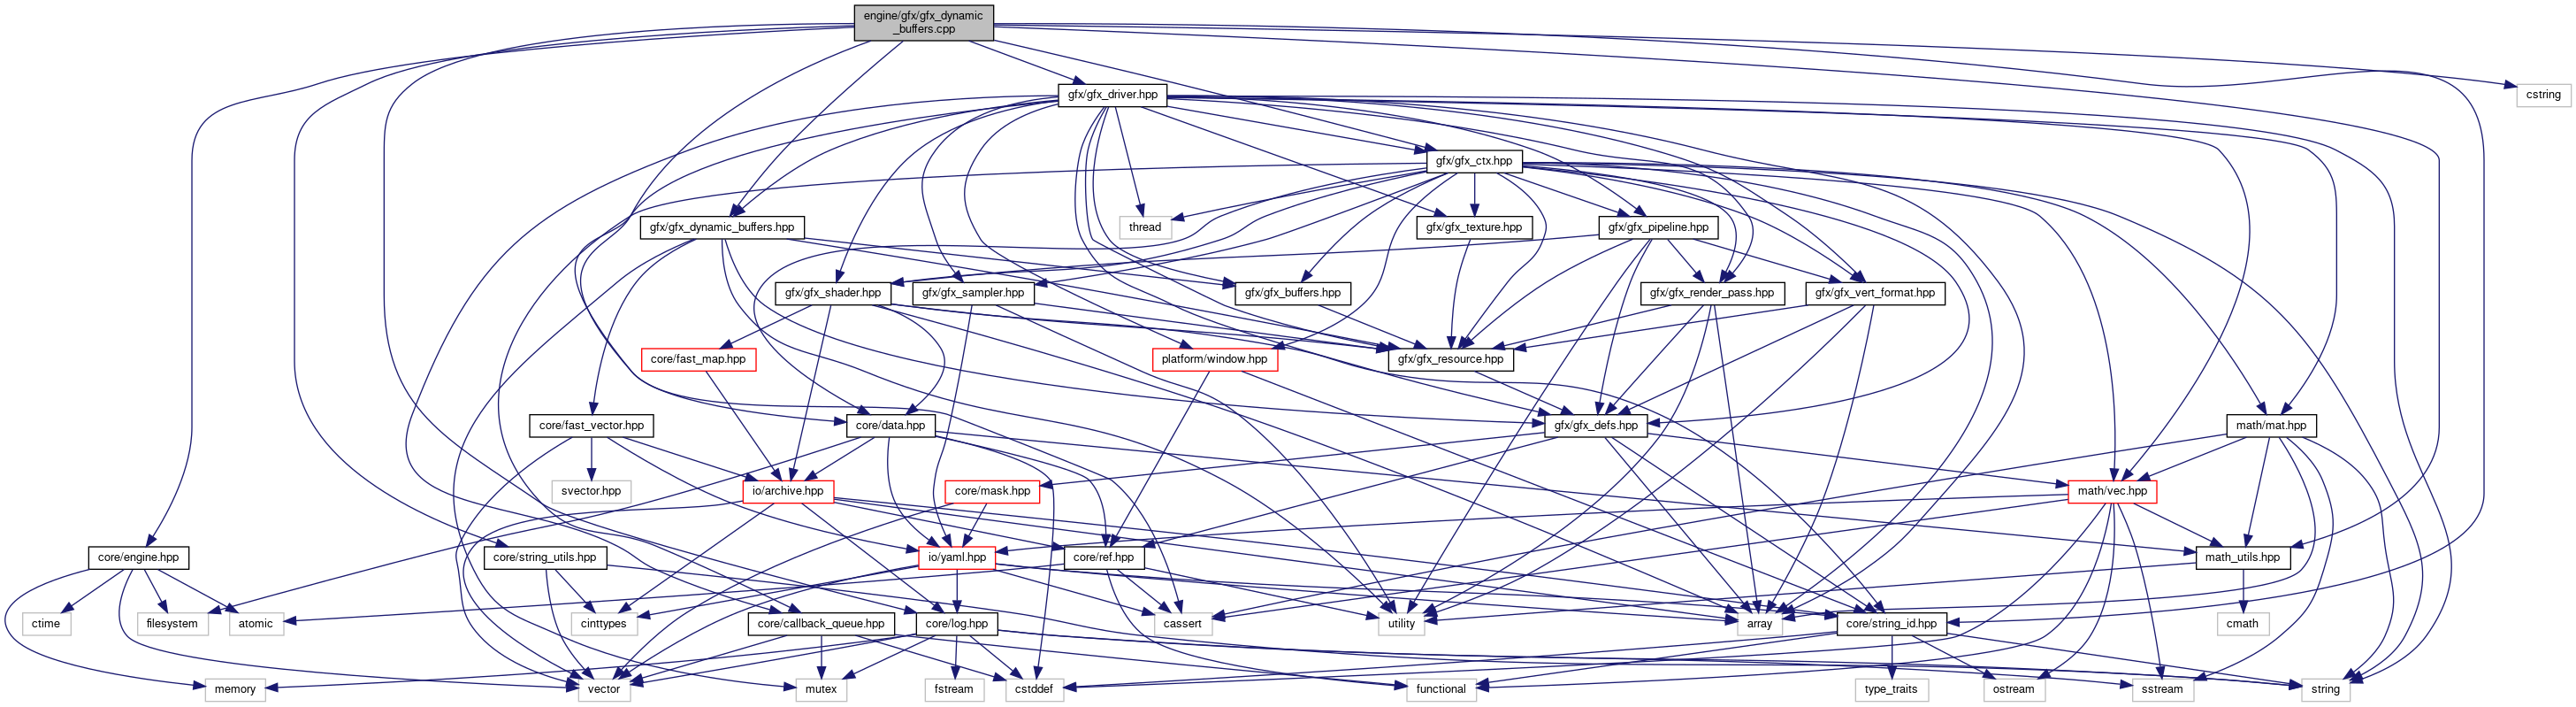 engine/gfx/gfx_dynamic
_buffers.cpp
gfx/gfx_driver.hpp
cstring
gfx/gfx_ctx.hpp
gfx/gfx_dynamic_buffers.hpp
thread
gfx/gfx_texture.hpp
gfx/gfx_pipeline.hpp
gfx/gfx_shader.hpp
gfx/gfx_sampler.hpp
gfx/gfx_buffers.hpp
gfx/gfx_render_pass.hpp
gfx/gfx_vert_format.hpp
core/fast_map.hpp
platform/window.hpp
gfx/gfx_resource.hpp
core/fast_vector.hpp
core/data.hpp
gfx/gfx_defs.hpp
math/mat.hpp
svector.hpp
io/archive.hpp
core/mask.hpp
math/vec.hpp
core/engine.hpp
core/string_utils.hpp
io/yaml.hpp
core/ref.hpp
math_utils.hpp
ctime
filesystem
atomic
cinttypes
core/callback_queue.hpp
core/log.hpp
cassert
utility
array
core/string_id.hpp
cmath
memory
vector
mutex
fstream
cstddef
functional
type_traits
ostream
sstream
string